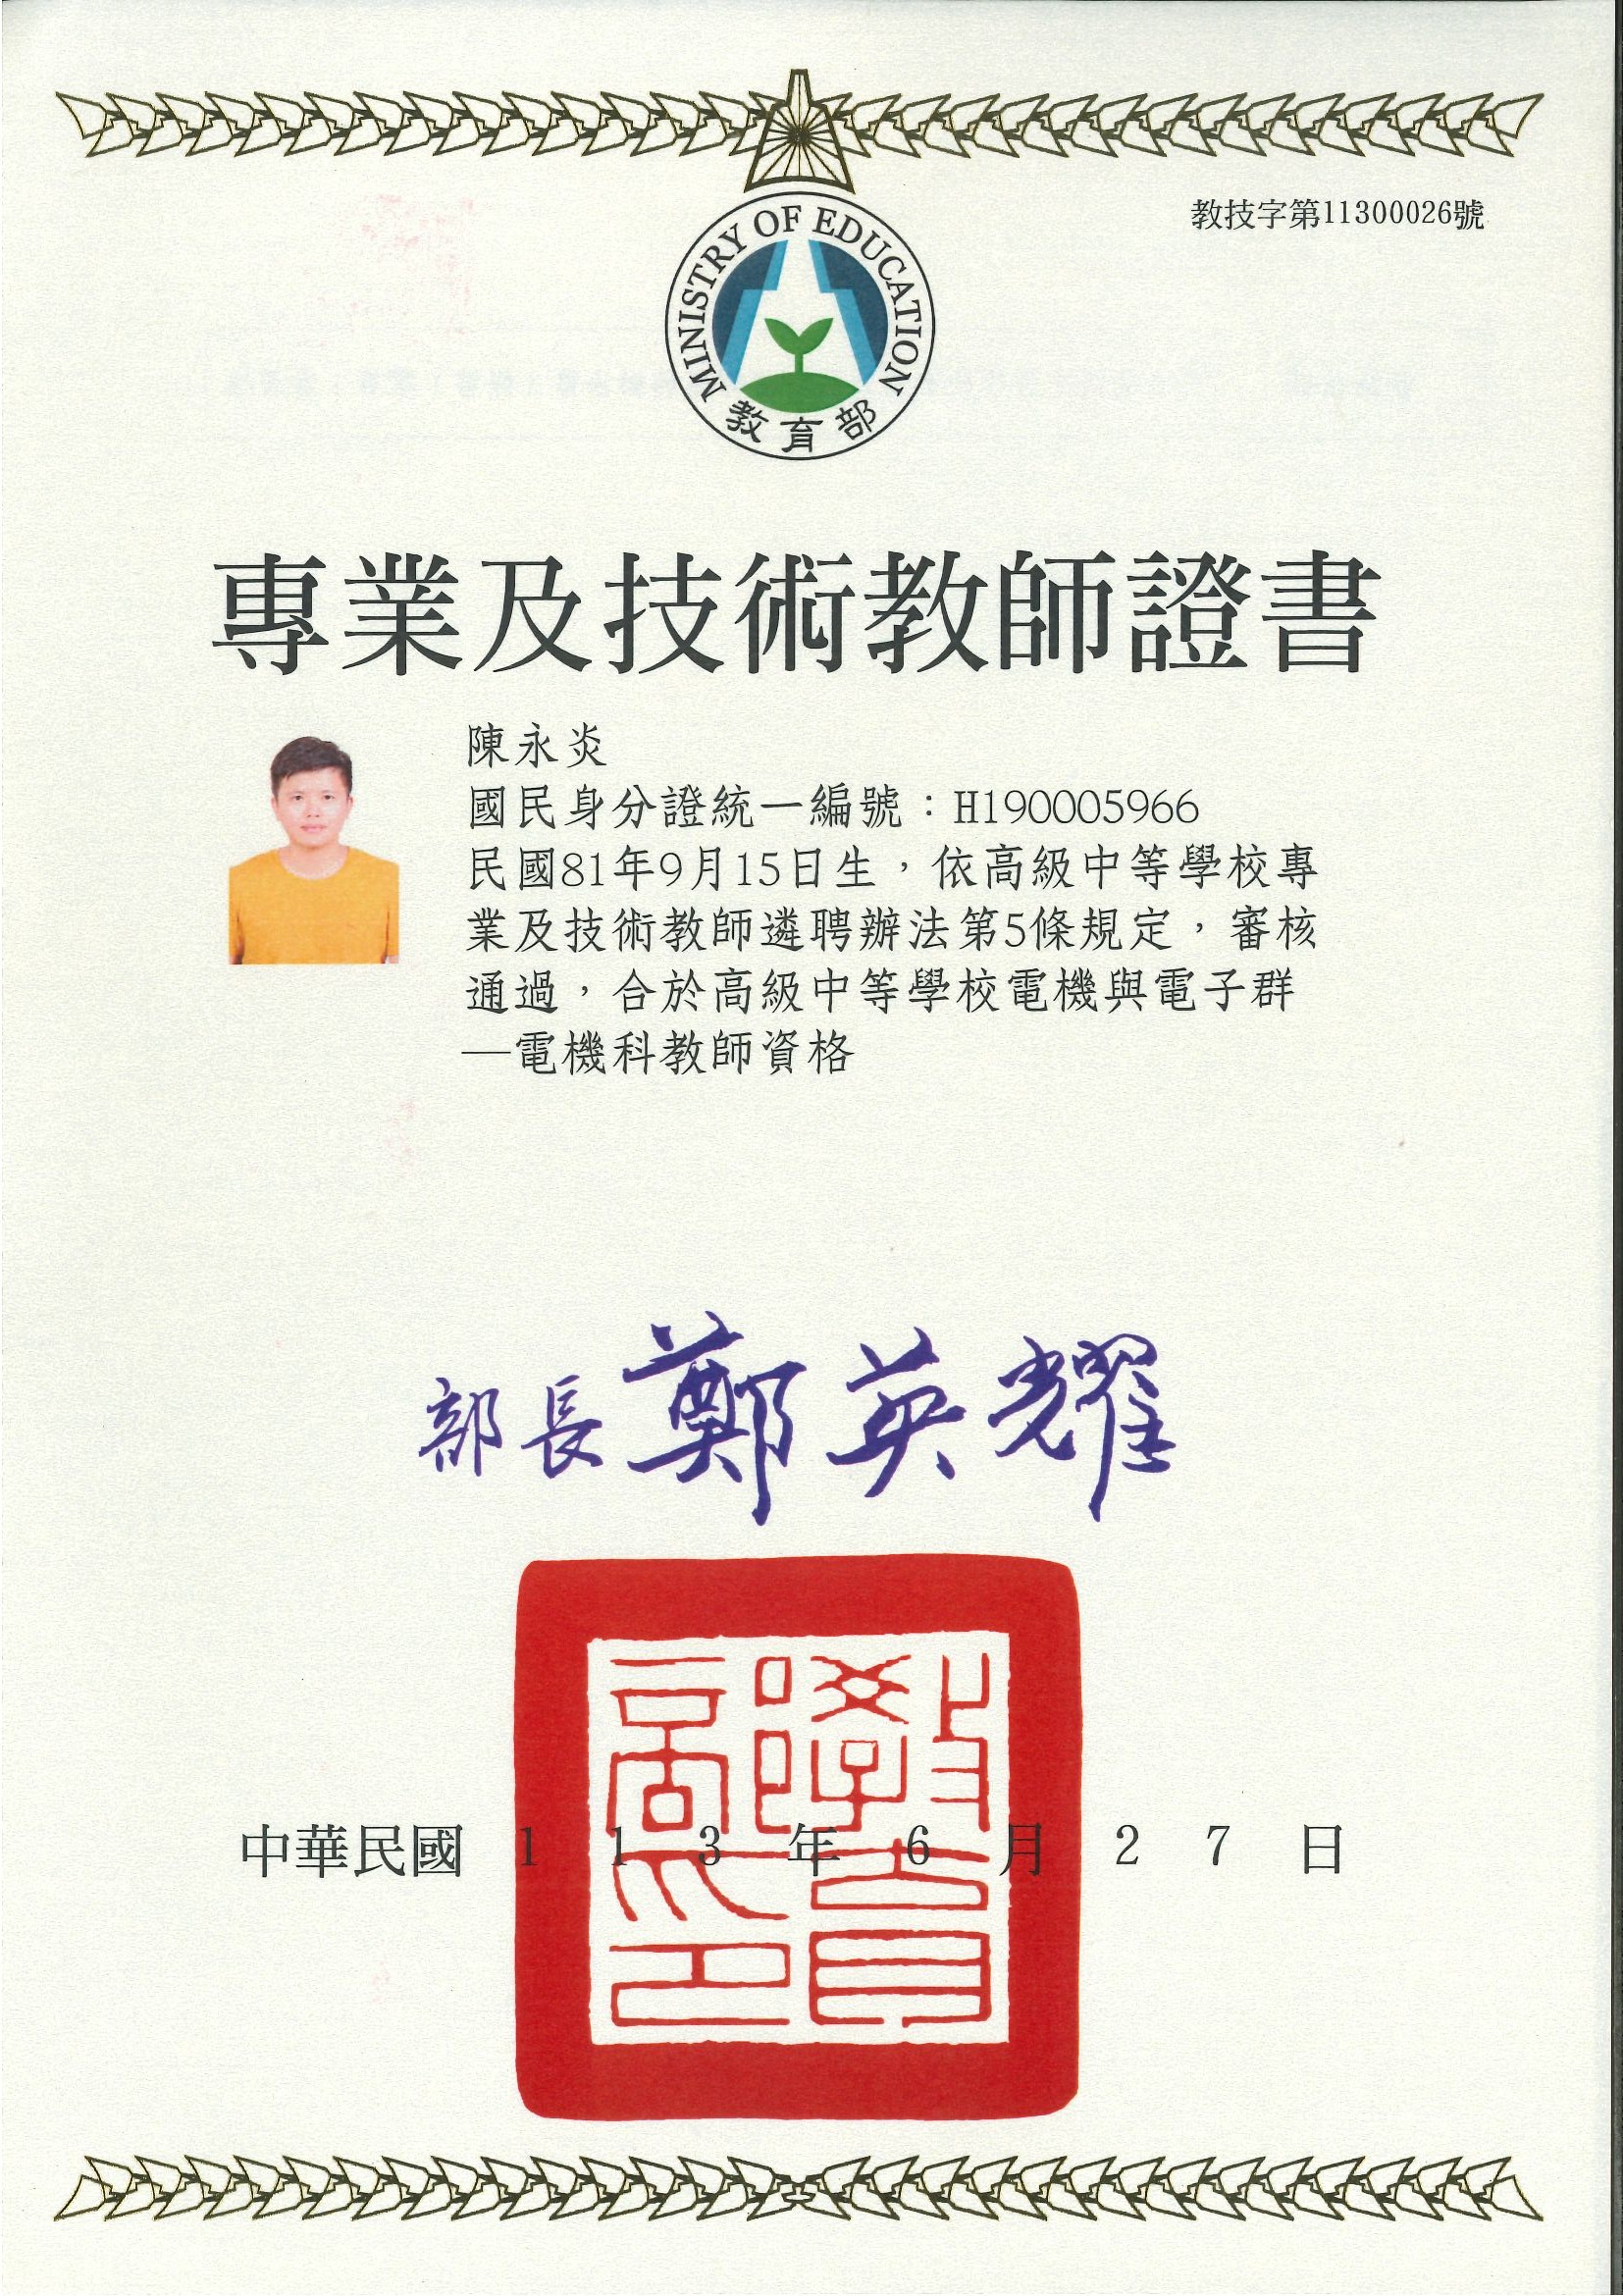 教技字第11300026號
MINISTRY OF EDUCATION
教育部
專業及技術教師證書
陳永炎
國民身分證統一編號：H190005966
民國81年9月15日生，依高級中等學校專
業及技術教師遴聘辦法第5條規定，審核
通過，合於高級中等學校電機與電子群
—電機科教師資格
部長鄭英耀
教育部印
中華民國113年6月27日